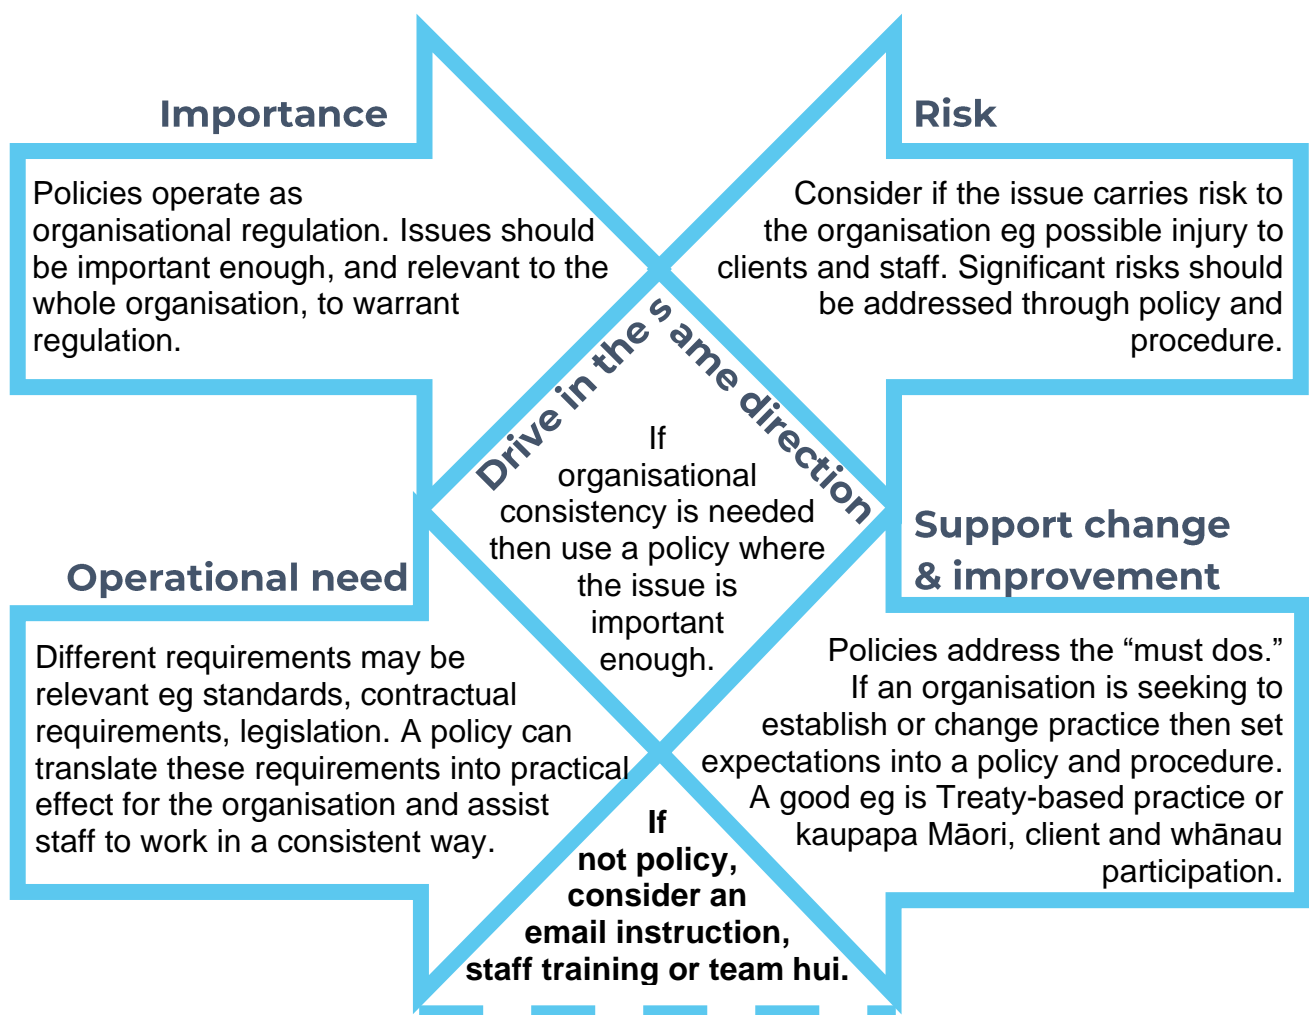 Importance
Policies operate as
organisational regulation. Issues should
be important enough, and relevant to the
whole organisation, to warrant
regulation.
Risk
Consider if the issue carries risk to
the organisation eg possible injury to
clients and staff. Significant risks should
be addressed through policy and
procedure.
Drive in the same direction
If
organisational
consistency is needed
then use a policy where
the issue is
important
enough.
Operational need
Different requirements may be
relevant eg standards, contractual
requirements, legislation. A policy can
translate these requirements into practical
effect for the organisation and assist
staff to work in a consistent way.
Support change
& improvement
Policies address the “must dos.”
If an organisation is seeking to
establish or change practice then set
expectations into a policy and procedure.
A good eg is Treaty-based practice or
kaupapa Māori, client and whānau
participation.
If
not policy,
consider an
email instruction,
staff training or team hui.